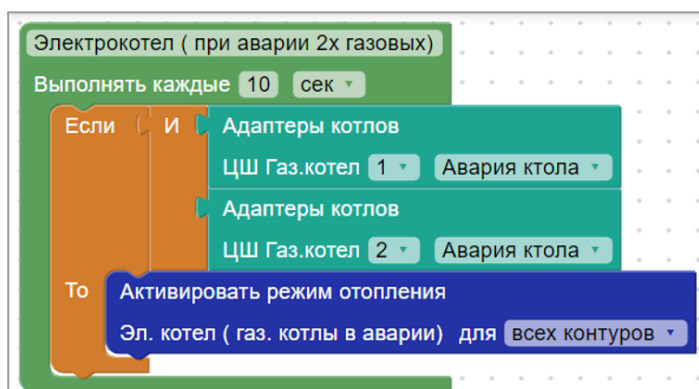 Электрокотел ( при аварии 2х газовых)
Выполнять каждые 10 сек
Если И Адаптеры котлов
ЦШ Газ.котел 1 Авария ктола
Адаптеры котлов
ЦШ Газ.котел 2 Авария ктола
То Активировать режим отопления
Эл. котел ( газ. котлы в аварии) для всех контуров